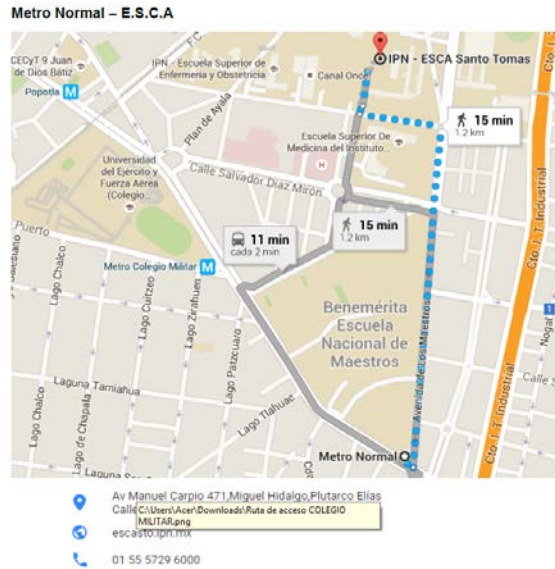 Metro Normal – E.S.C.A
IPN - ESCA Santo Tomas
CECyT 9 Juan
de Dios Bátiz
IPN - Escuela Superior de
Enfermeria y Obstetricia
Canal Once
Popotla
Plan de Ayala
15 min
1.2 km
Escuela Superior De
Medicina del Instituto...
Universidad
del Ejército y
Fuerza Aérea
(Colegio...
Calle Salvador Díaz Mirón
Cto. I. T. Industrial
Puerto
11 min
cada 2 min
15 min
1.2 km
Metro Colegio Militar
Lago Chalco
Lago Cuitzeo
Lago Zirahuen
Benemérita
Escuela
Nacional de
Maestros
Avenida de Los Maestros
Nogal
Lago Patzcuaro
Laguna Tamiahua
Lago Tlahuac
Lago Chalco
Lago de Chapala
Cto. I. T. Industrial
Metro Normal
Av Manuel Carpio 471,Miguel Hidalgo,Plutarco Elias
Calle
C:\Users\Acer\Downloads\Ruta de acceso COLEGIO
MILITAR.png
escasto.ipn.mx
01 55 5729 6000